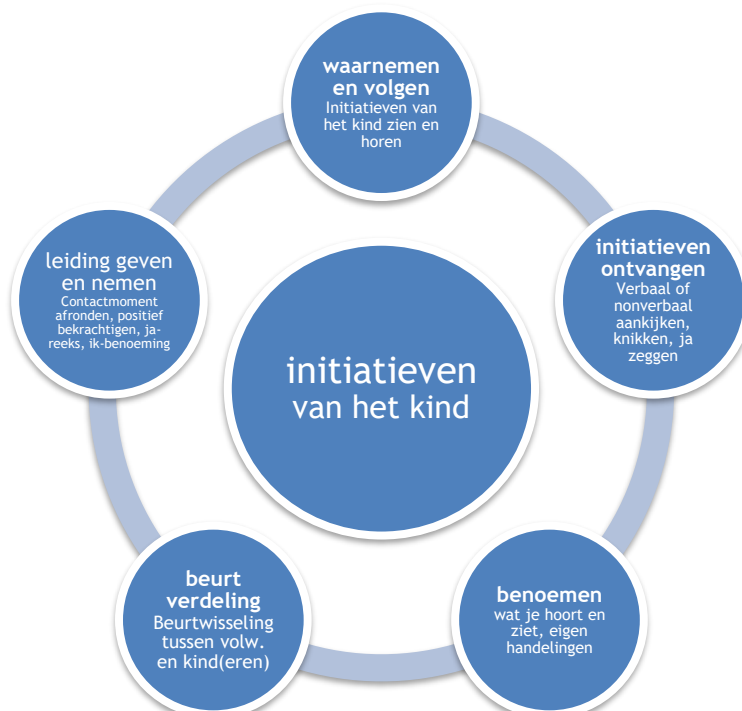 waarnemen
en volgen
Initiatieven van
het kind zien en
horen
initiatieven
ontvangen
Verbaal of
nonverbaal
aankijken,
knikken, ja
zeggen
benoemen
wat je hoort en
ziet, eigen
handelingen
beurt
verdeling
Beurtwisseling
tussen volw.
en kind(eren)
leiding geven
en nemen
Contactmoment
afronden, positief
bekrachtigen, ja-
reeks, ik-benoeming
initiatieven
van het kind